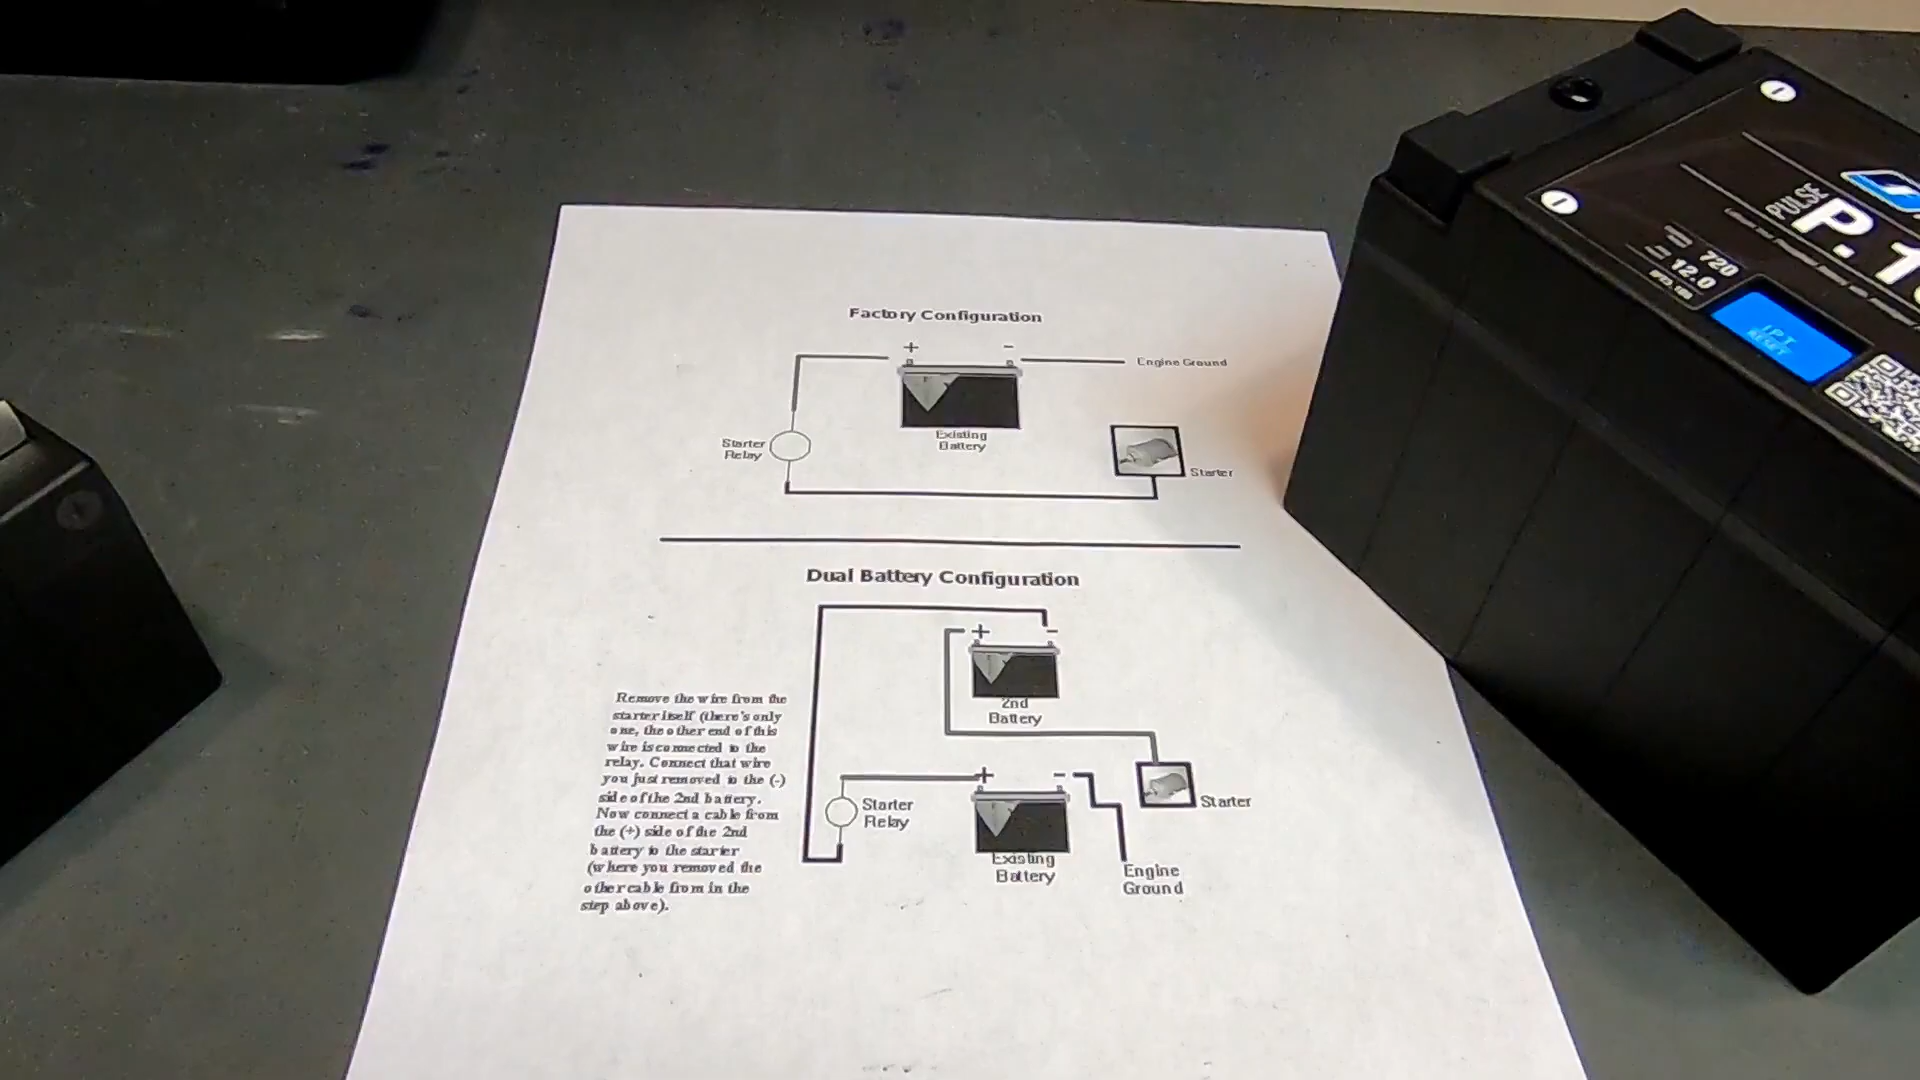 Factory Configuration
+ -
Engine Ground
Existing
Battery
Starter
Relay
Starter
Dual Battery Configuration
+ -
2nd
Battery
Remove the wire from the
starter itself (there's only
one, the other end of this
wire is connected to the
relay. Connect that wire
you just removed to the (-)
side of the 2nd battery.
Now connect a cable from
the (+) side of the 2nd
battery to the starter
(where you removed the
other cable from in the
step above).
+ -
Starter
Relay
Existing
Battery
Starter
Engine
Ground
PULSE
P.1
720
12.0
RESET